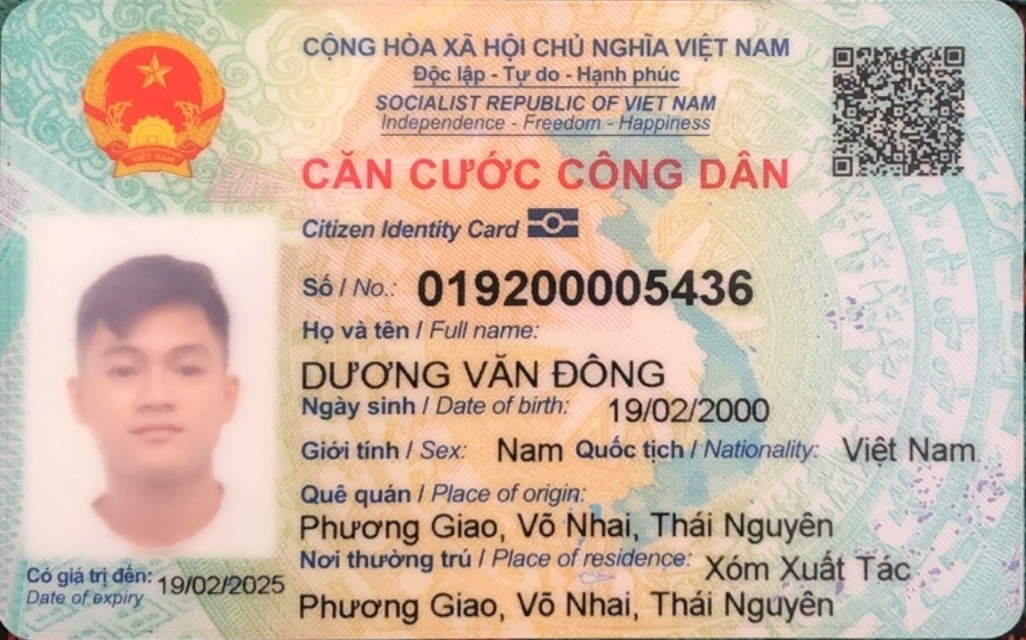 CỘNG HÒA XÃ HỘI CHỦ NGHĨA VIỆT NAM
Độc lập - Tự do - Hạnh phúc
SOCIALIST REPUBLIC OF VIET NAM
Independence - Freedom - Happiness
VIỆT NAM
CĂN CƯỚC CÔNG DÂN
Citizen Identity Card
Số / No.: 019200005436
Họ và tên / Full name:
DƯƠNG VĂN ĐÔNG
Ngày sinh / Date of birth: 19/02/2000
Giới tính / Sex: Nam Quốc tịch / Nationality: Việt Nam
Quê quán / Place of origin:
Phương Giao, Võ Nhai, Thái Nguyên
Nơi thường trú / Place of residence: Xóm Xuất Tác
Phương Giao, Võ Nhai, Thái Nguyên
Có giá trị đến: 19/02/2025
Date of expiry